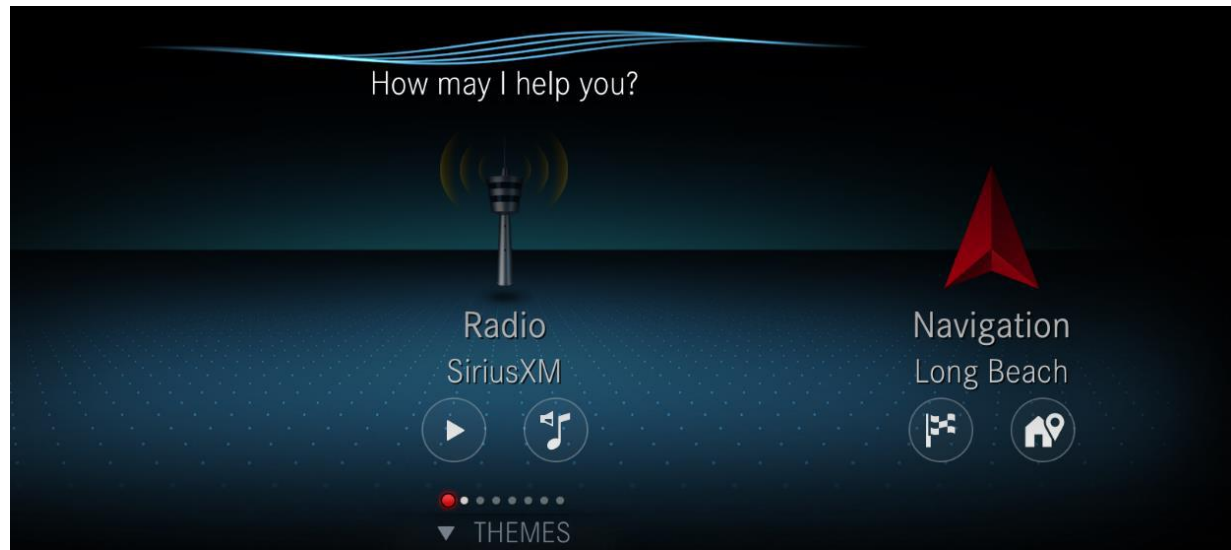 How may I help you?
Radio
SiriusXM
Navigation
Long Beach
THEMES